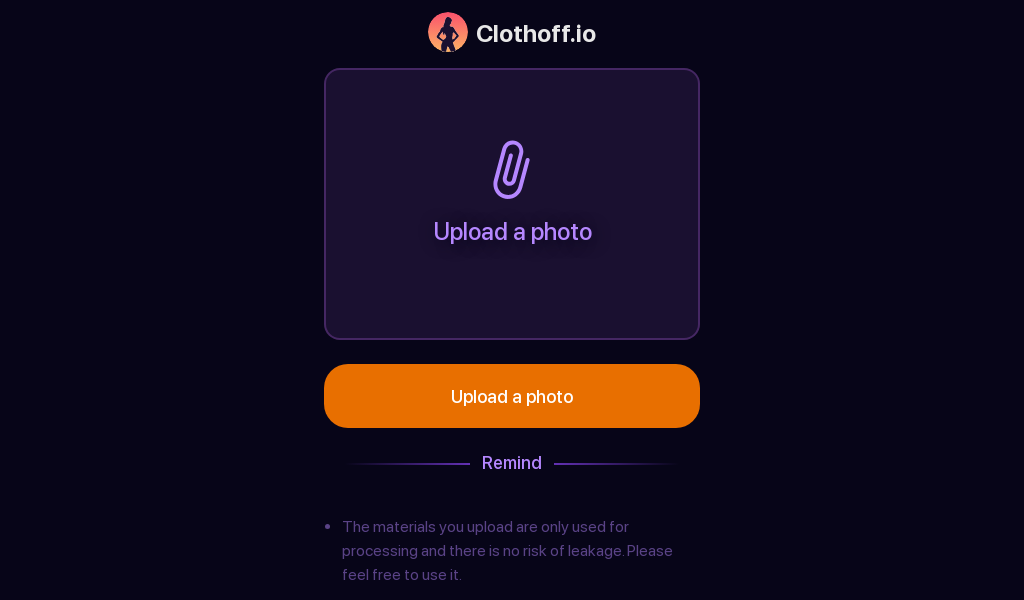 Clothoff.io
Upload a photo
Upload a photo
Remind
The materials you upload are only used for
processing and there is no risk of leakage. Please
feel free to use it.